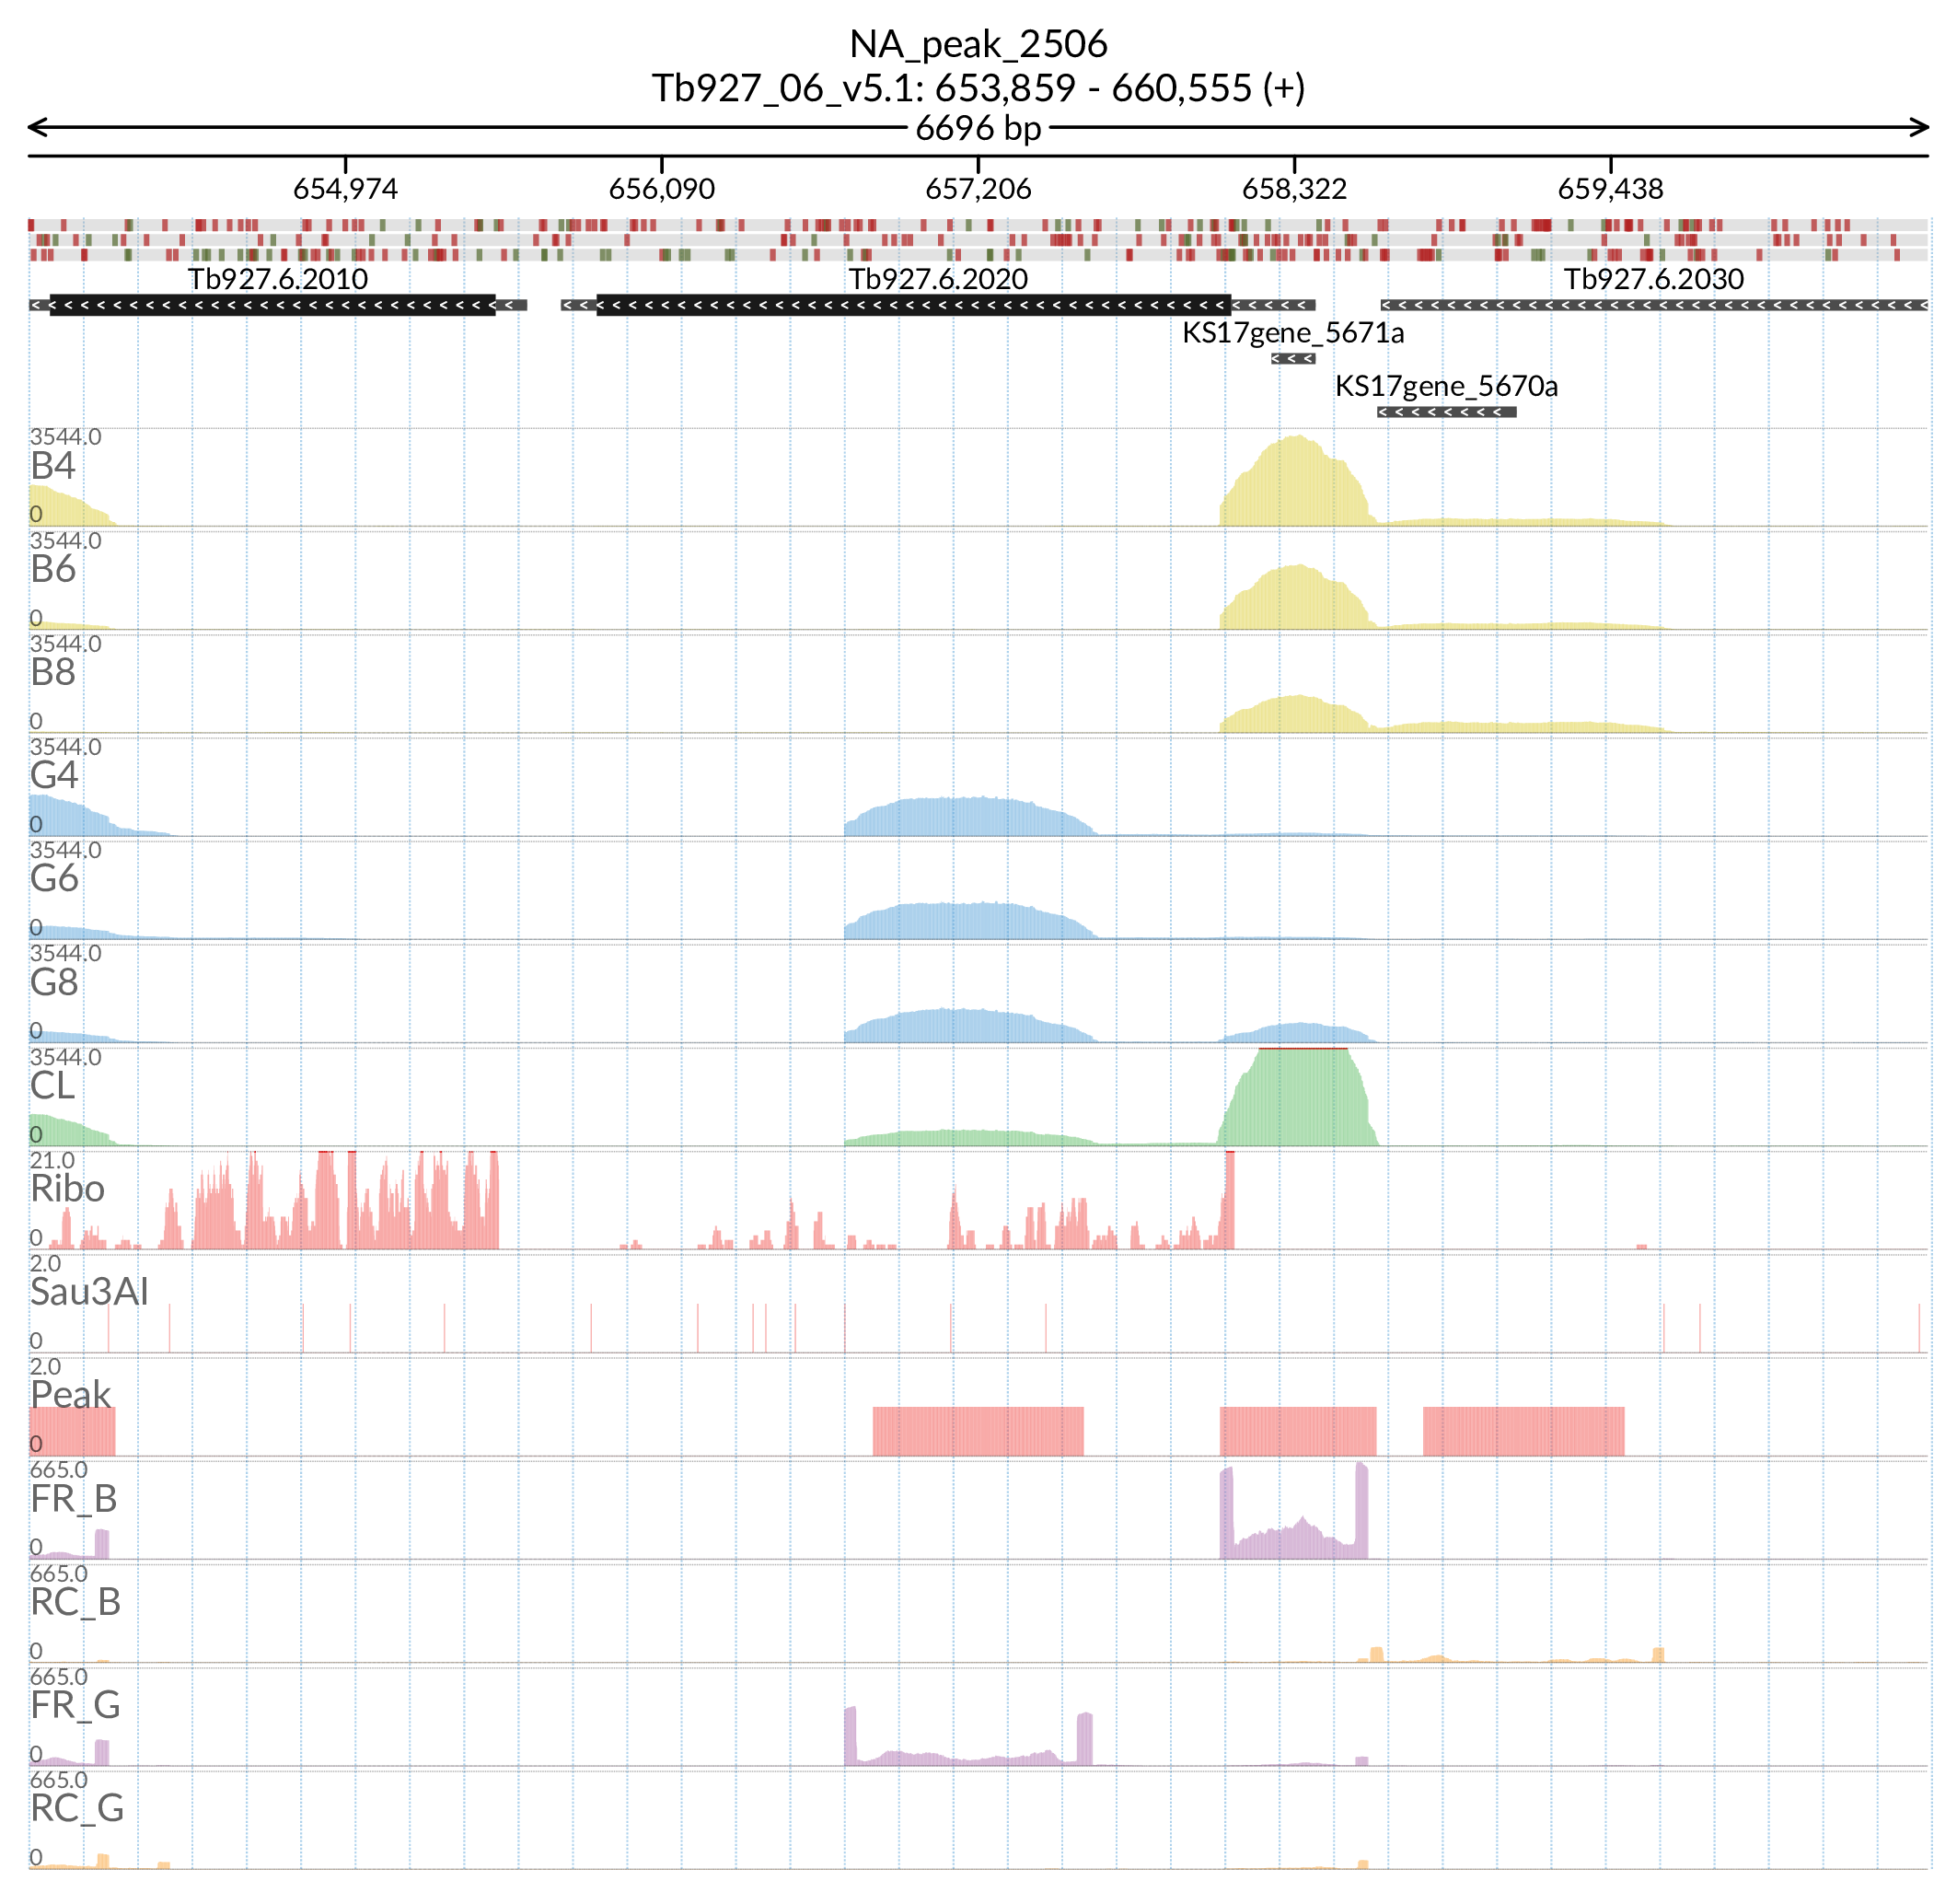 NA_peak_2506
Tb927_06_v5.1: 653,859 - 660,555 (+)
6696 bp
654,974 656,090 657,206 658,322 659,438
Tb927.6.2010 Tb927.6.2020 Tb927.6.2030
KS17gene_5671a
KS17gene_5670a
3544.0
B4
0
3544.0
B6
0
3544.0
B8
0
3544.0
G4
0
3544.0
G6
0
3544.0
G8
0
3544.0
CL
0
21.0
Ribo
0
2.0
Sau3AI
0
2.0
Peak
0
665.0
FR_B
0
665.0
RC_B
0
665.0
FR_G
0
665.0
RC_G
0